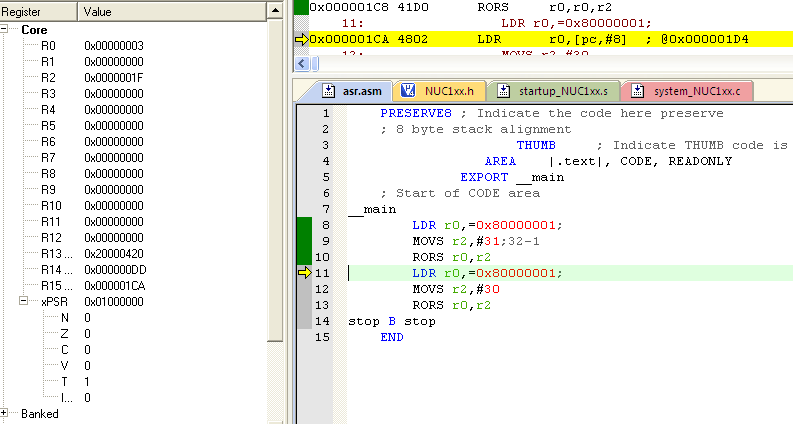 Register Value
Core
R0 0x00000003
R1 0x00000000
R2 0x0000001F
R3 0x00000000
R4 0x00000000
R5 0x00000000
R6 0x00000000
R7 0x00000000
R8 0x00000000
R9 0x00000000
R10 0x00000000
R11 0x00000000
R12 0x00000000
R13 ... 0x20000420
R14 ... 0x000000DD
R15 ... 0x000001CA
xPSR 0x01000000
N 0
Z 0
C 0
V 0
T 1
I... 0
Banked
0x000001C8 41D0 RORS r0,r0,r2
11: LDR r0,=0x80000001;
0x000001CA 4802 LDR r0,[pc,#8] ; @0x000001D4
12: MOVS r2,#30
asr.asm NUC1xx.h startup_NUC1xx.s system_NUC1xx.c
1 PRESERVE8 ; Indicate the code here preserve
2 ; 8 byte stack alignment
3 THUMB ; Indicate THUMB code is
4 AREA |.text|, CODE, READONLY
5 EXPORT __main
6 ; Start of CODE area
7 __main
8 LDR r0,=0x80000001;
9 MOVS r2,#31;32-1
10 RORS r0,r2
11 LDR r0,=0x80000001;
12 MOVS r2,#30
13 RORS r0,r2
14 stop B stop
15 END